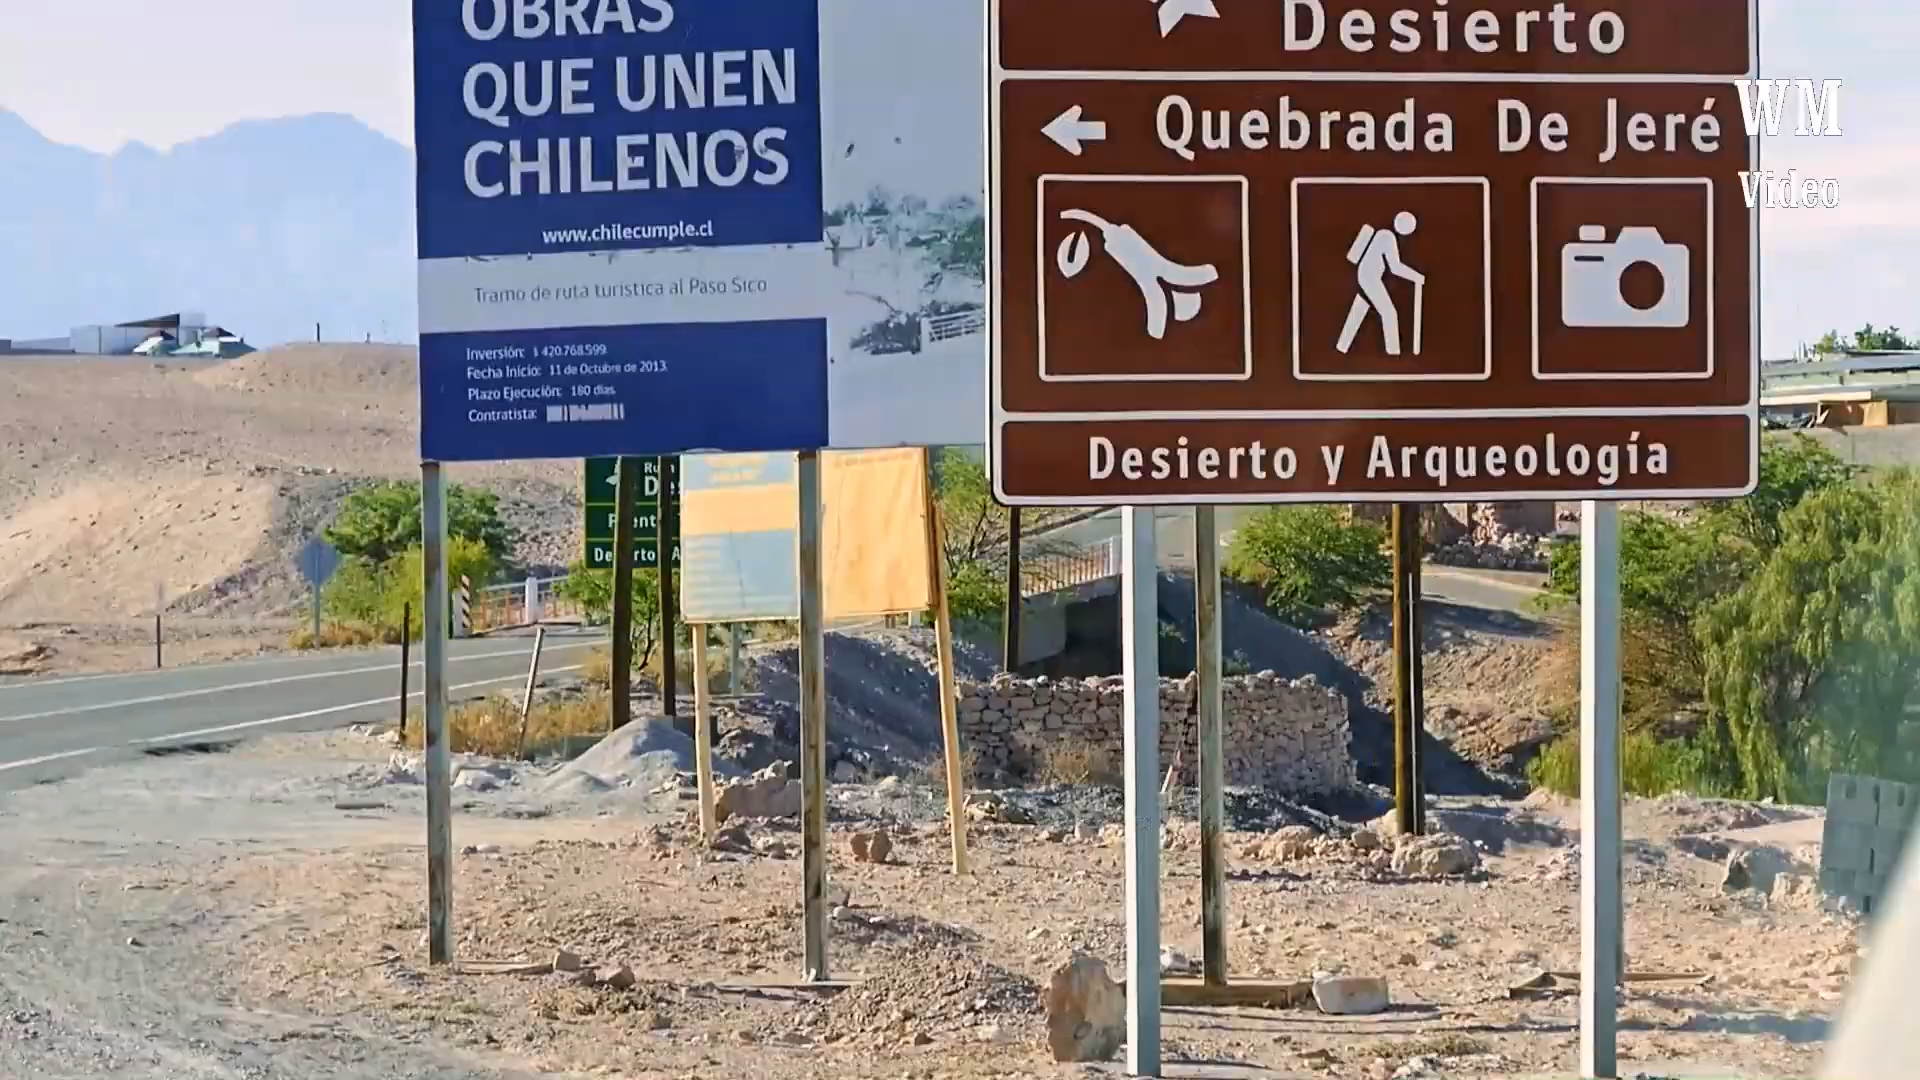 OBRAS
QUE UNEN
CHILENOS
www.chilecumple.cl
Tramo de ruta turística al Paso Sico
Inversión: $ 420.768.599
Fecha Inicio: 11 de Octubre de 2013
Plazo Ejecución: 180 días
Contratista:
Desierto
Quebrada De Jeré
Desierto y Arqueología
WM
Video